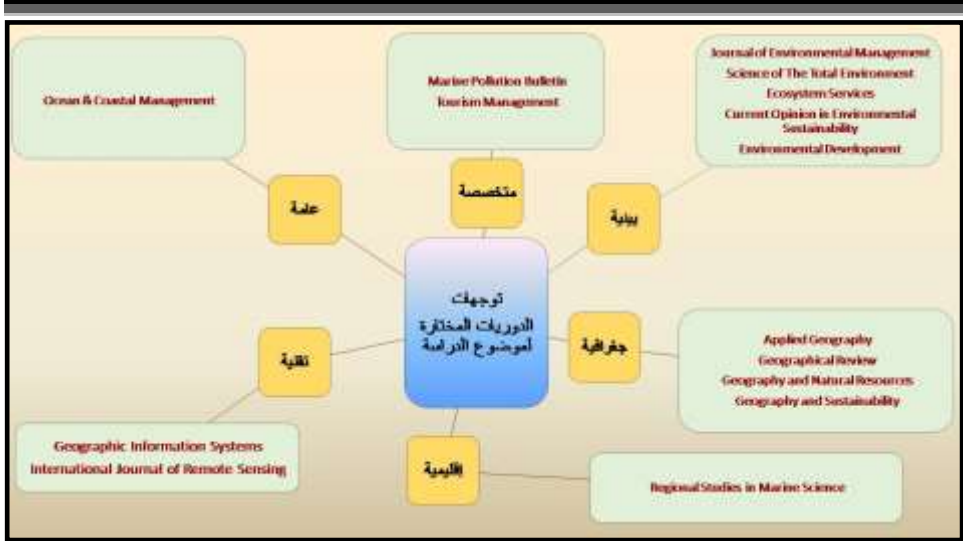 Ocean & Coastal Management
عامة
Marine Pollution Bulletin
Tourism Management
متخصصة
Journal of Environmental Management
Science of The Total Environment
Ecosystem Services
Current Opinion in Environmental
Sustainability
Environmental Development
بيئية
توجهات
الدوريات المختارة
لموضوع الدراسة
تقنية
Geographic Information Systems
International Journal of Remote Sensing
جغرافية
Applied Geography
Geographical Review
Geography and Natural Resources
Geography and Sustainability
إقليمية
Regional Studies in Marine Science